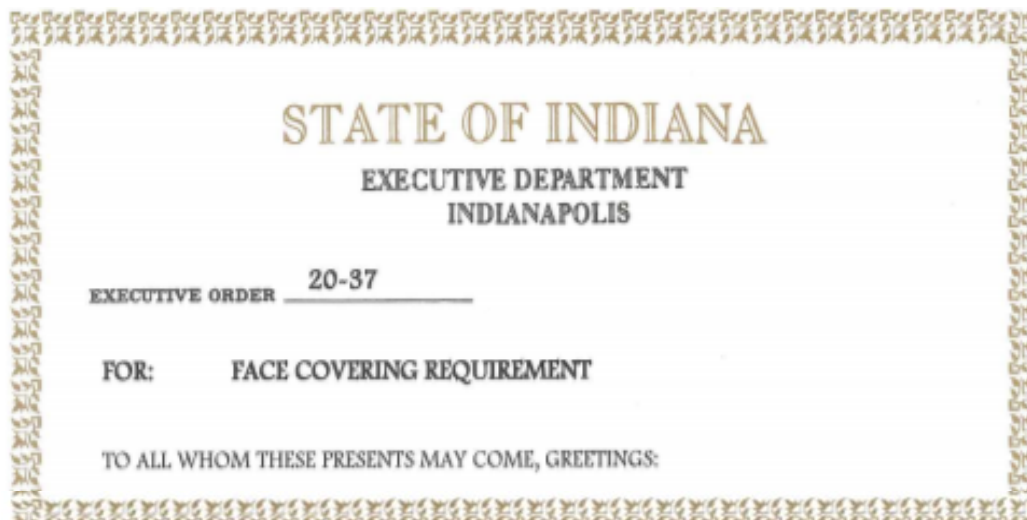 STATE OF INDIANA
EXECUTIVE DEPARTMENT
INDIANAPOLIS
EXECUTIVE ORDER 20-37
FOR: FACE COVERING REQUIREMENT
TO ALL WHOM THESE PRESENTS MAY COME, GREETINGS: